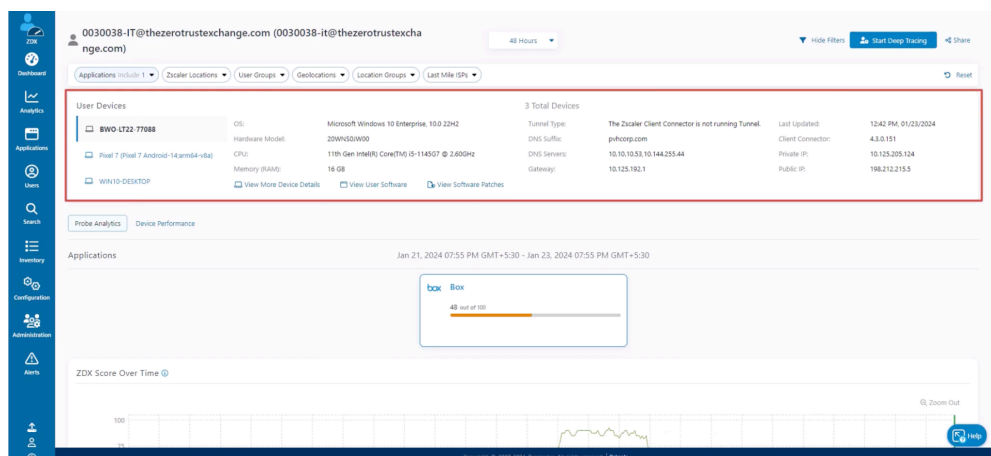 ZDX
Dashboard
Analytics
Applications
Users
Search
Inventory
Configuration
Administration
Alerts
0030038-IT@thezerotrustexchange.com (0030038-it@thezerotrustexcha
nge.com)
48 Hours
Hide Filters
Start Deep Tracing
Share
Applications Include 1
Zscaler Locations
User Groups
Geolocations
Location Groups
Last Mile ISPs
Reset
User Devices
3 Total Devices
BWO-LT22-77088
Pixel 7 (Pixel 7 Android-14:arm64-v8a)
WIN10-DESKTOP
OS: Microsoft Windows 10 Enterprise, 10.0 22H2
Hardware Model: 20WNS0JW00
CPU: 11th Gen Intel(R) Core(TM) i5-1145G7 @ 2.60GHz
Memory (RAM): 16 GB
View More Device Details
View User Software
View Software Patches
Tunnel Type: The Zscaler Client Connector is not running Tunnel.
DNS Suffix: pvhcorp.com
DNS Servers: 10.10.10.53,10.144.255.44
Gateway: 10.125.192.1
Last Updated: 12:42 PM, 01/23/2024
Client Connector: 4.3.0.151
Private IP: 10.125.205.124
Public IP: 198.212.215.5
Probe Analytics
Device Performance
Applications
Jan 21, 2024 07:55 PM GMT+5:30 - Jan 23, 2024 07:55 PM GMT+5:30
box Box
48 out of 100
ZDX Score Over Time
Zoom Out
100
75
Help